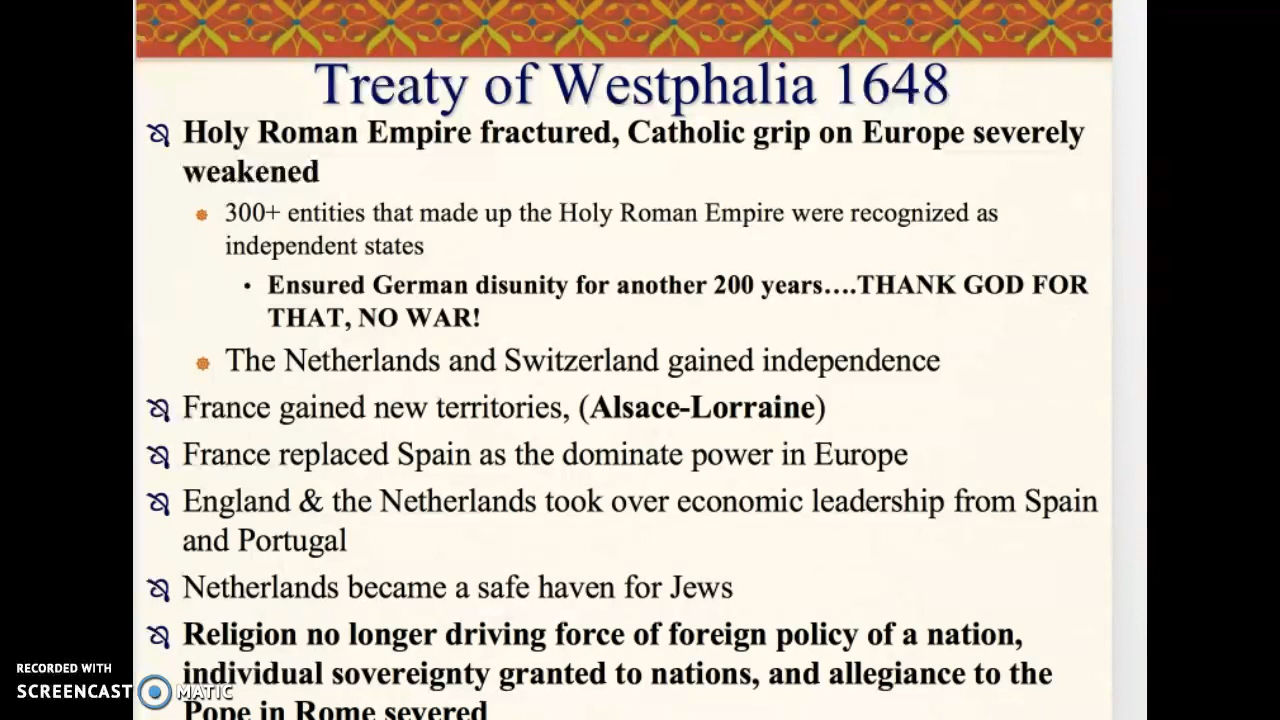 Treaty of Westphalia 1648
Holy Roman Empire fractured, Catholic grip on Europe severely
weakened
300+ entities that made up the Holy Roman Empire were recognized as
independent states
Ensured German disunity for another 200 years….THANK GOD FOR
THAT, NO WAR!
The Netherlands and Switzerland gained independence
France gained new territories, (Alsace-Lorraine)
France replaced Spain as the dominate power in Europe
England & the Netherlands took over economic leadership from Spain
and Portugal
Netherlands became a safe haven for Jews
Religion no longer driving force of foreign policy of a nation,
individual sovereignty granted to nations, and allegiance to the
Pope in Rome severed
RECORDED WITH
SCREENCAST MATIC